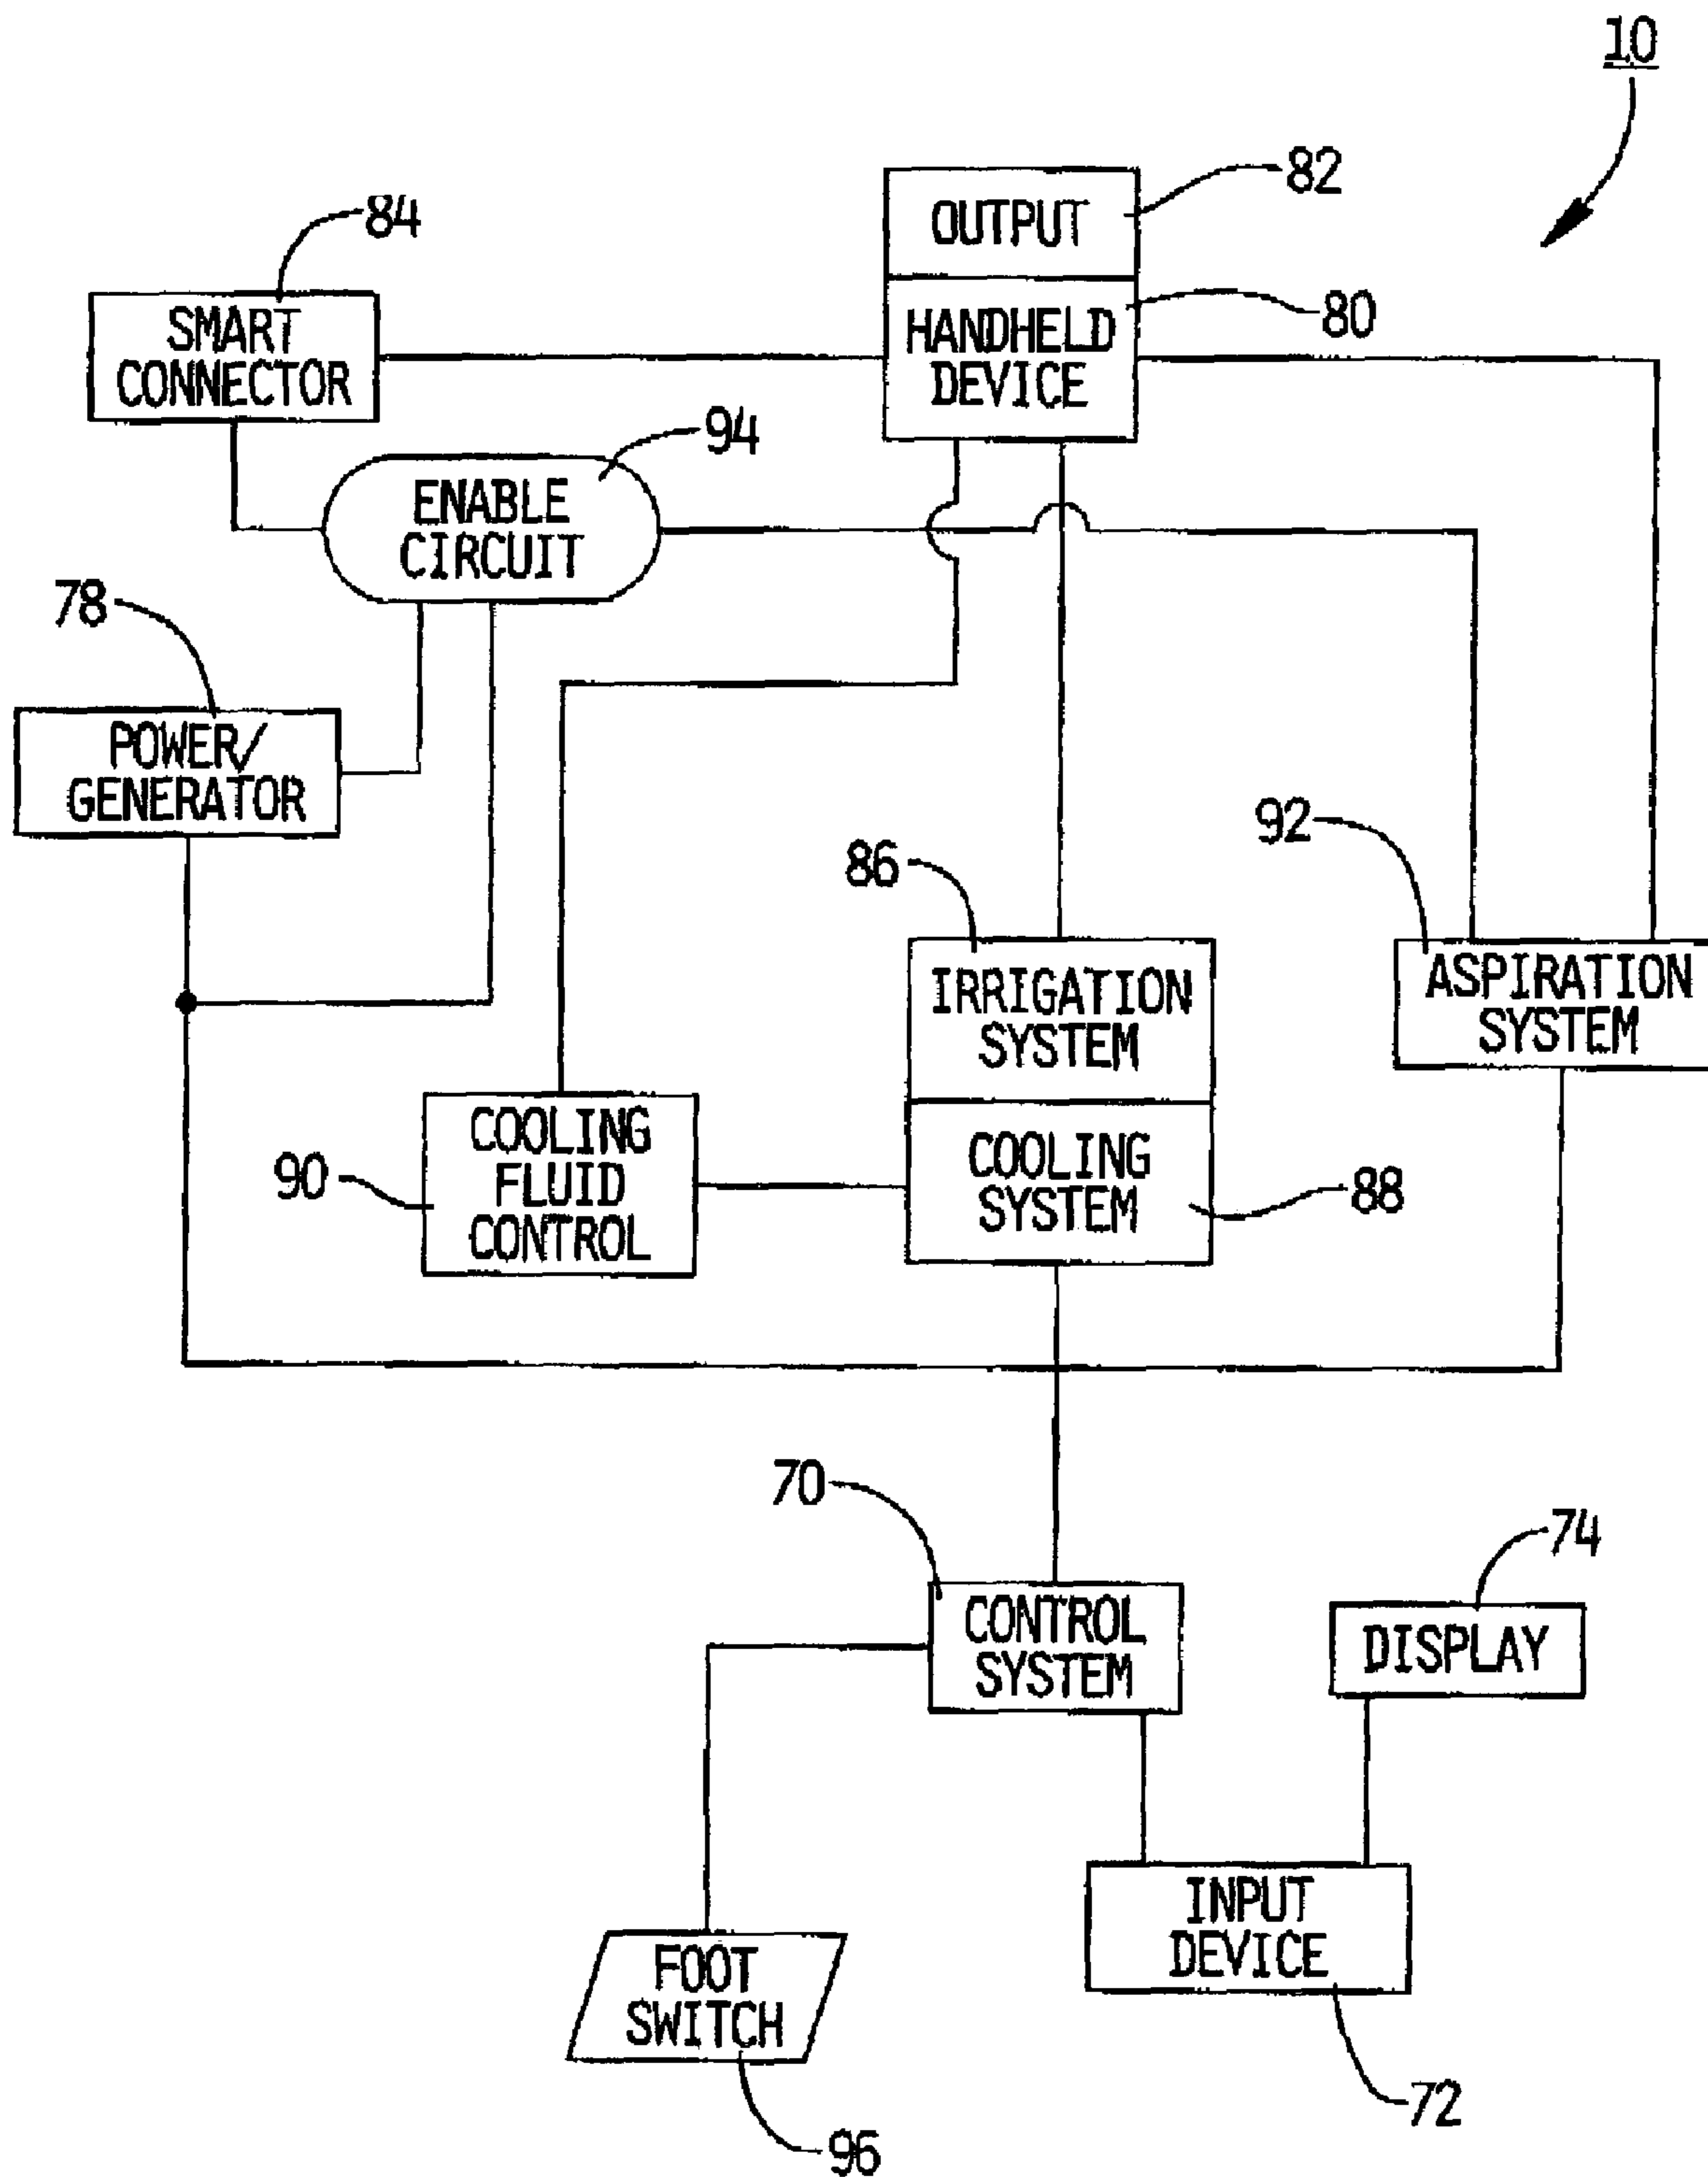 10
82
OUTPUT
84
80
SMART
CONNECTOR
HANDHELD
DEVICE
94
ENABLE
CIRCUIT
78
POWER/
GENERATOR
92
86
IRRIGATION
SYSTEM
ASPIRATION
SYSTEM
COOLING
FLUID
CONTROL
90
COOLING
SYSTEM
88
70
74
CONTROL
SYSTEM
DISPLAY
INPUT
DEVICE
FOOT
SWITCH
72
96